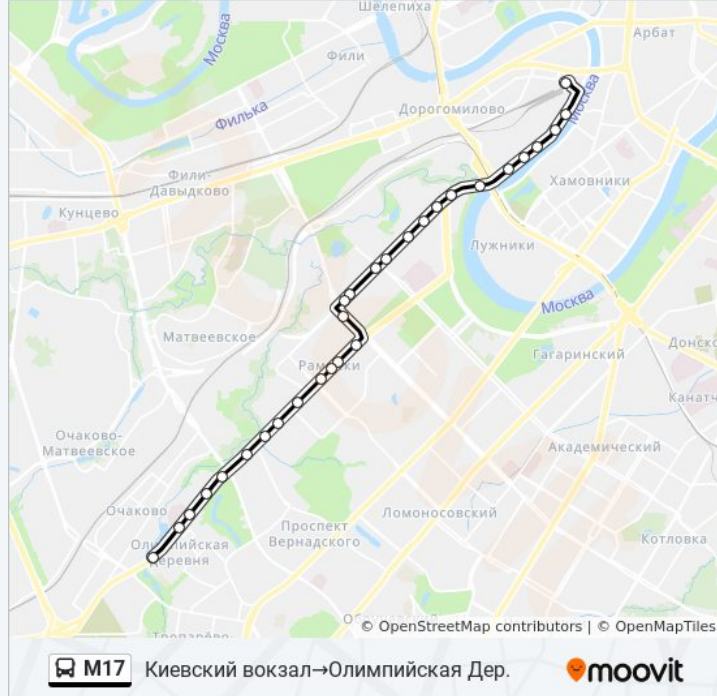 Шелепиха
Арбат
Москва
Фили
Дорогомилово
Москва
Филька
Фили-
Давыдково
Хамовники
Кунцево
Лужники
Москва
Матвеевское
Гагаринский
Донско
Раменки
Канатч
Очаково-
Матвеевское
Академический
Очаково
Ломоносовский
Проспект
Вернадского
Олимпийская
Деревня
Котловка
Тропарёво
© OpenStreetMap contributors | © OpenMapTiles
M17 Киевский вокзал→Олимпийская Дер. moovit